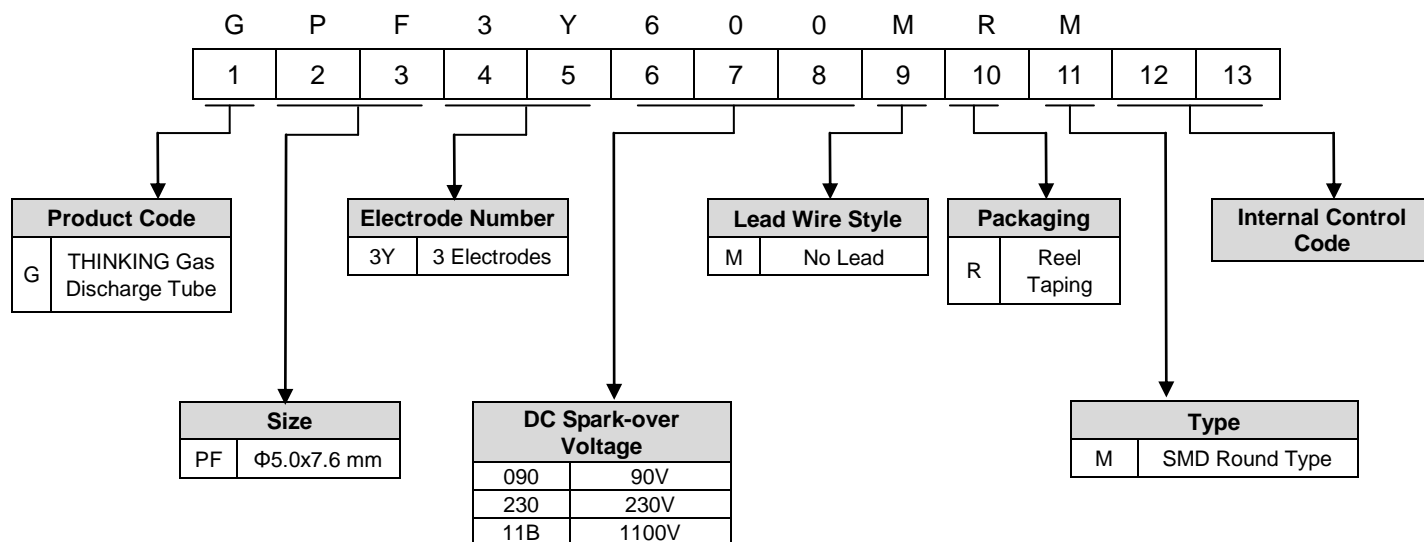 G P F 3 Y 6 0 0 M R M
1 2 3 4 5 6 7 8 9 10 11 12 13
Product Code
G THINKING Gas
Discharge Tube
Electrode Number
3Y 3 Electrodes
Lead Wire Style
M No Lead
Packaging
R Reel
Taping
Internal Control
Code
Size
PF Φ5.0x7.6 mm
DC Spark-over
Voltage
090 90V
230 230V
11B 1100V
Type
M SMD Round Type